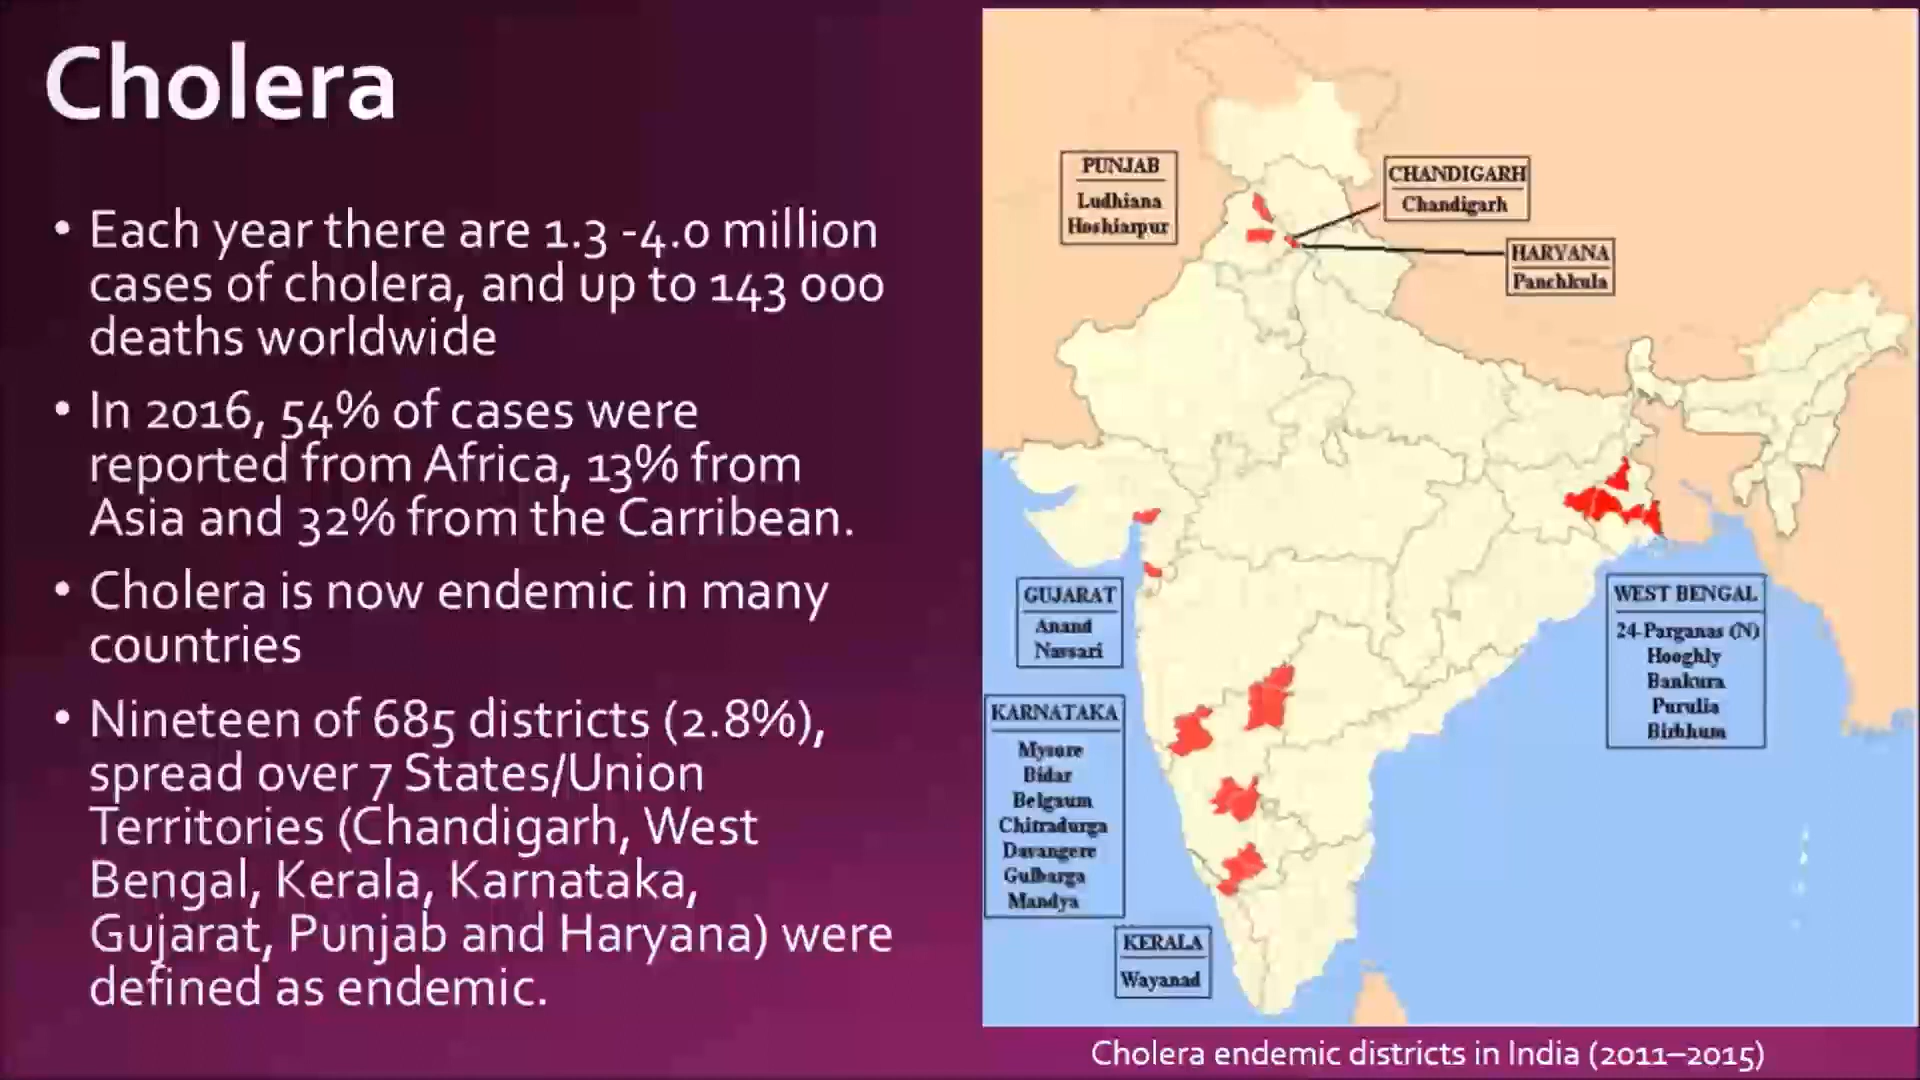 Cholera
• Each year there are 1.3 -4.0 million
cases of cholera, and up to 143 000
deaths worldwide
• In 2016, 54% of cases were
reported from Africa, 13% from
Asia and 32% from the Carribean.
• Cholera is now endemic in many
countries
• Nineteen of 685 districts (2.8%),
spread over 7 States/Union
Territories (Chandigarh, West
Bengal, Kerala, Karnataka,
Gujarat, Punjab and Haryana) were
defined as endemic.
PUNJAB
Ludhiana
Hoshiarpur
CHANDIGARH
Chandigarh
HARYANA
Panchkula
GUJARAT
Anand
Navsari
KARNATAKA
Mysore
Bidar
Belgaum
Chitradurga
Davangere
Gulbarga
Mandya
KERALA
Wayanad
WEST BENGAL
24-Parganas (N)
Hooghly
Bankura
Purulia
Birbhum
Cholera endemic districts in India (2011–2015)